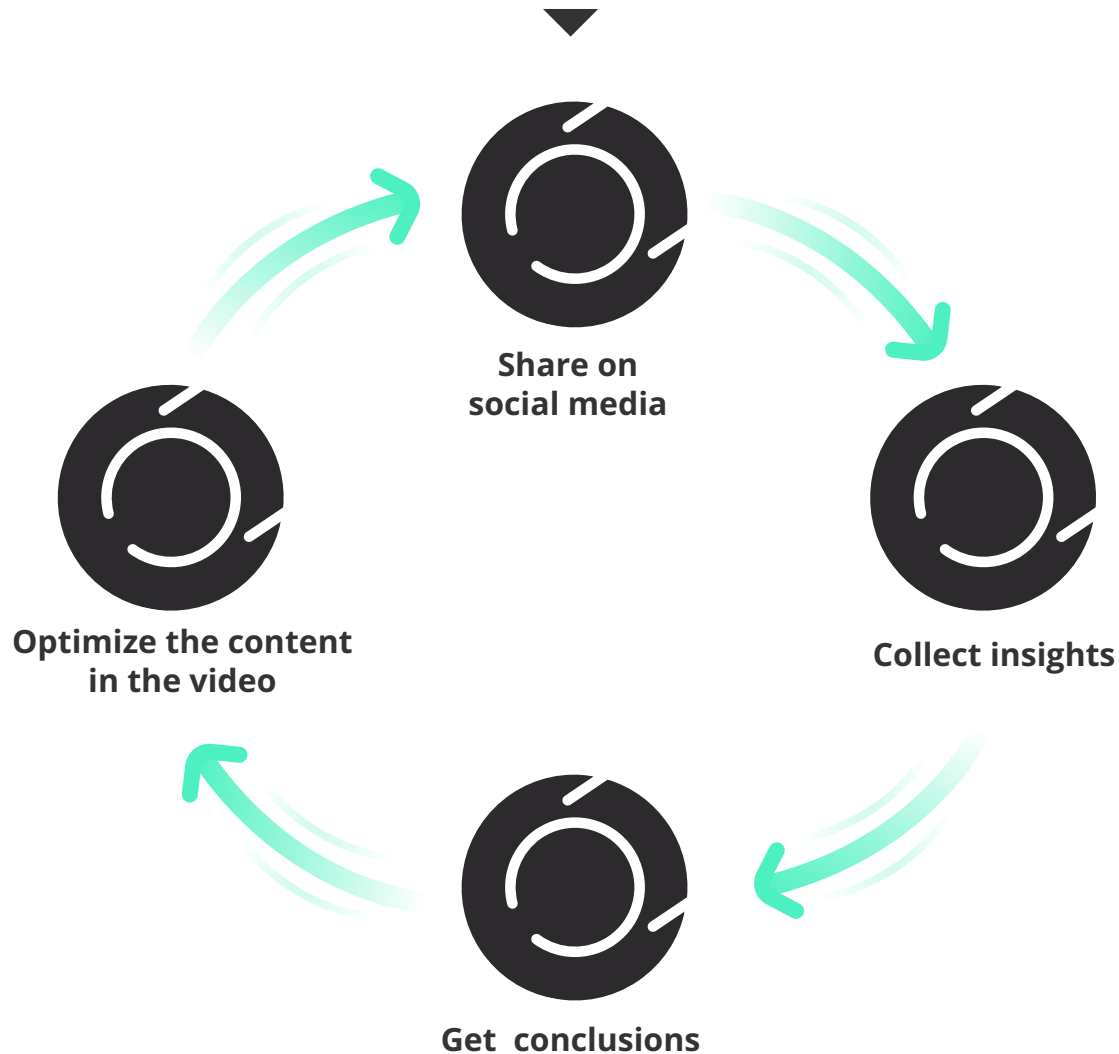 Share on
social media
Optimize the content
in the video
Collect insights
Get  conclusions